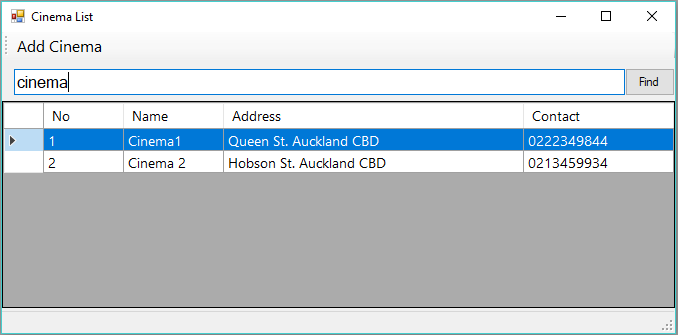 Cinema List
Add Cinema
cinema Find
No Name Address Contact
1 Cinema1 Queen St. Auckland CBD 0222349844
2 Cinema 2 Hobson St. Auckland CBD 0213459934